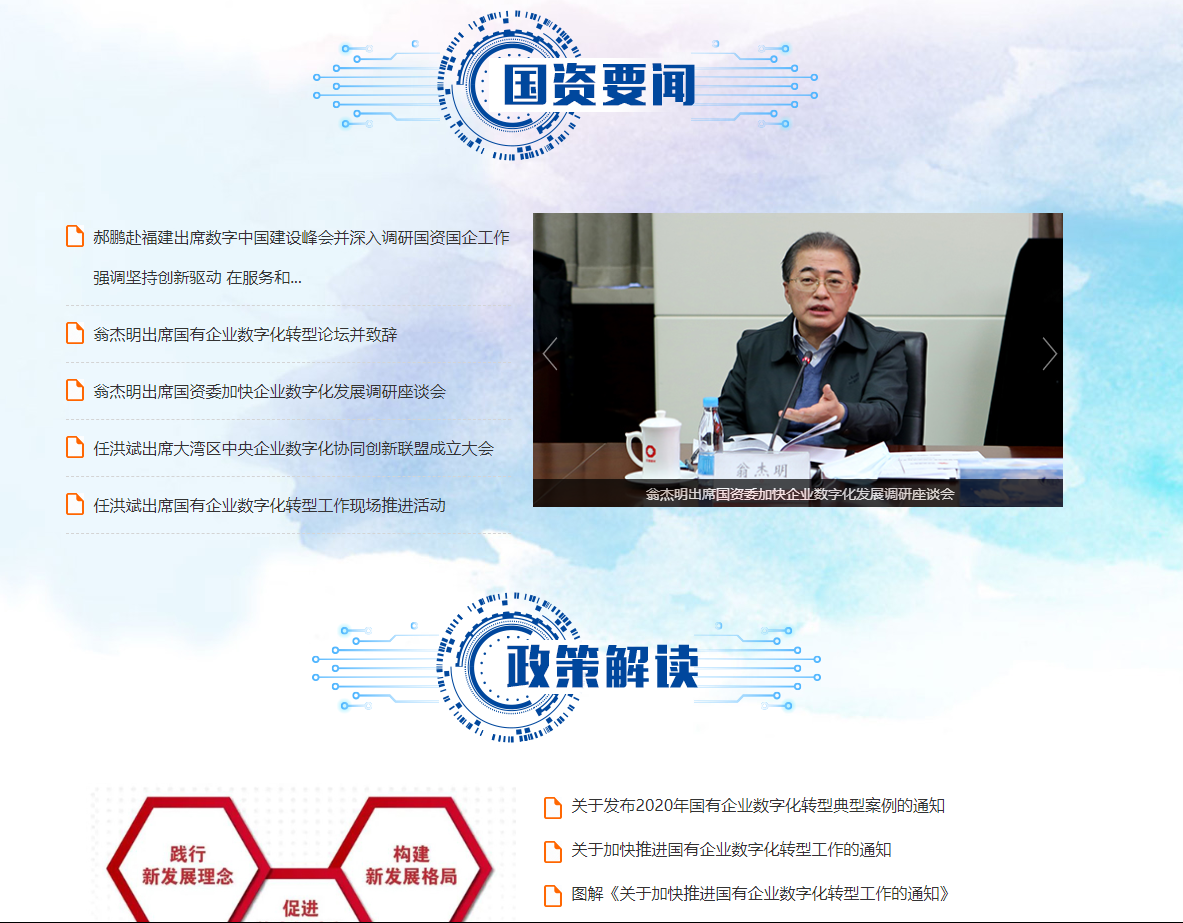 国资要闻
郝鹏赴福建出席数字中国建设峰会并深入调研国资国企工作
强调坚持创新驱动 在服务和...
翁杰明出席国有企业数字化转型论坛并致辞
翁杰明出席国资委加快企业数字化发展调研座谈会
任洪斌出席大湾区中央企业数字化协同创新联盟成立大会
任洪斌出席国有企业数字化转型工作现场推进活动
翁杰明
翁杰明出席国资委加快企业数字化发展调研座谈会
政策解读
践行
新发展理念
构建
新发展格局
促进
关于发布2020年国有企业数字化转型典型案例的通知
关于加快推进国有企业数字化转型工作的通知
图解《关于加快推进国有企业数字化转型工作的通知》